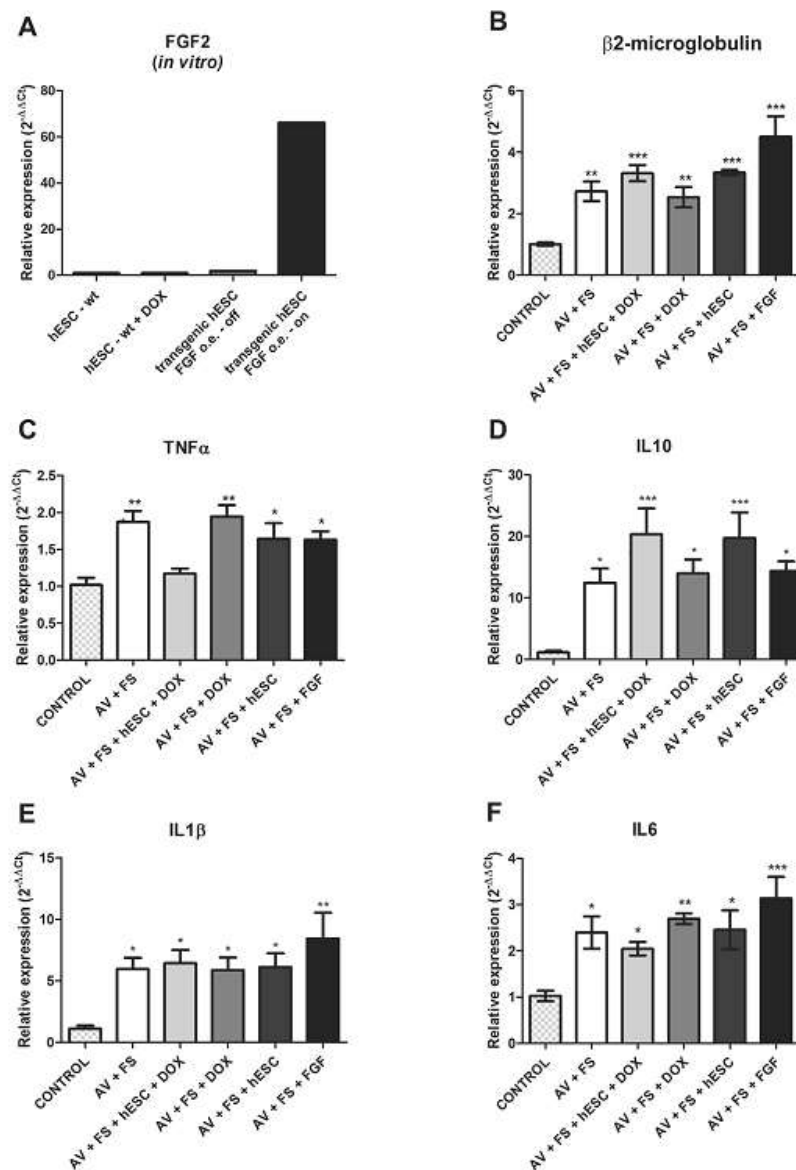 A
FGF2
(in vitro)
Relative expression (2-ΔΔCt)
80
60
40
20
0
hESC - wt
hESC - wt + DOX
transgenic hESC
FGF o.e. - off
transgenic hESC
FGF o.e. - on
B
β2-microglobulin
Relative expression (2-ΔΔCt)
6
4
2
0
**
***
**
***
***
CONTROL
AV + FS
AV + FS + hESC + DOX
AV + FS + DOX
AV + FS + hESC
AV + FS + FGF
C
TNFα
Relative expression (2-ΔΔCt)
2.5
2.0
1.5
1.0
0.5
0.0
**
**
*
*
CONTROL
AV + FS
AV + FS + hESC + DOX
AV + FS + DOX
AV + FS + hESC
AV + FS + FGF
D
IL10
Relative expression (2-ΔΔCt)
30
20
10
0
*
***
*
***
*
CONTROL
AV + FS
AV + FS + hESC + DOX
AV + FS + DOX
AV + FS + hESC
AV + FS + FGF
E
IL1β
Relative expression (2-ΔΔCt)
15
10
5
0
*
*
*
*
**
CONTROL
AV + FS
AV + FS + hESC + DOX
AV + FS + DOX
AV + FS + hESC
AV + FS + FGF
F
IL6
Relative expression (2-ΔΔCt)
4
3
2
1
0
*
*
**
*
***
CONTROL
AV + FS
AV + FS + hESC + DOX
AV + FS + DOX
AV + FS + hESC
AV + FS + FGF